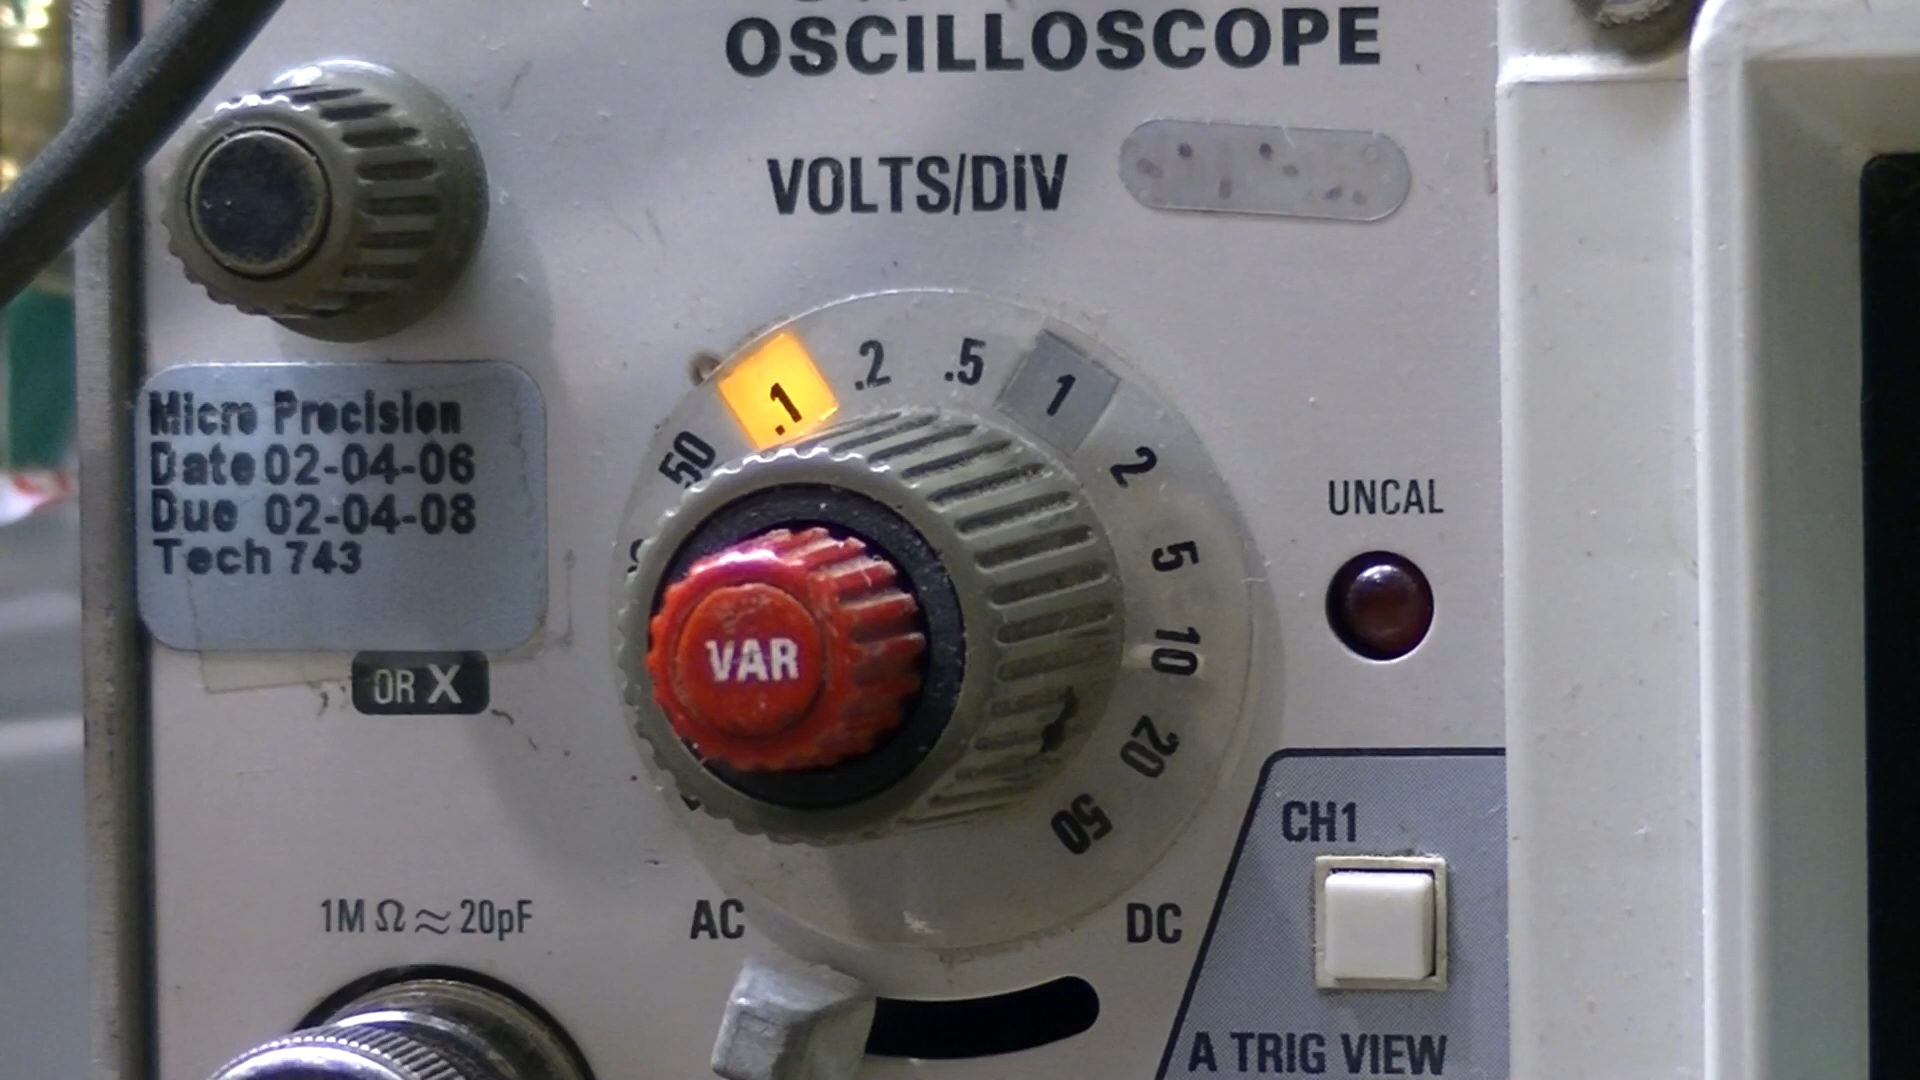 OSCILLOSCOPE
VOLTS/DIV
.1 .2 .5 1 2 5 10 20 50
50
Micro Precision
Date 02-04-06
Due 02-04-08
Tech 743
UNCAL
VAR
OR X
CH1
1M Ω ≈ 20pF
AC
DC
A TRIG VIEW